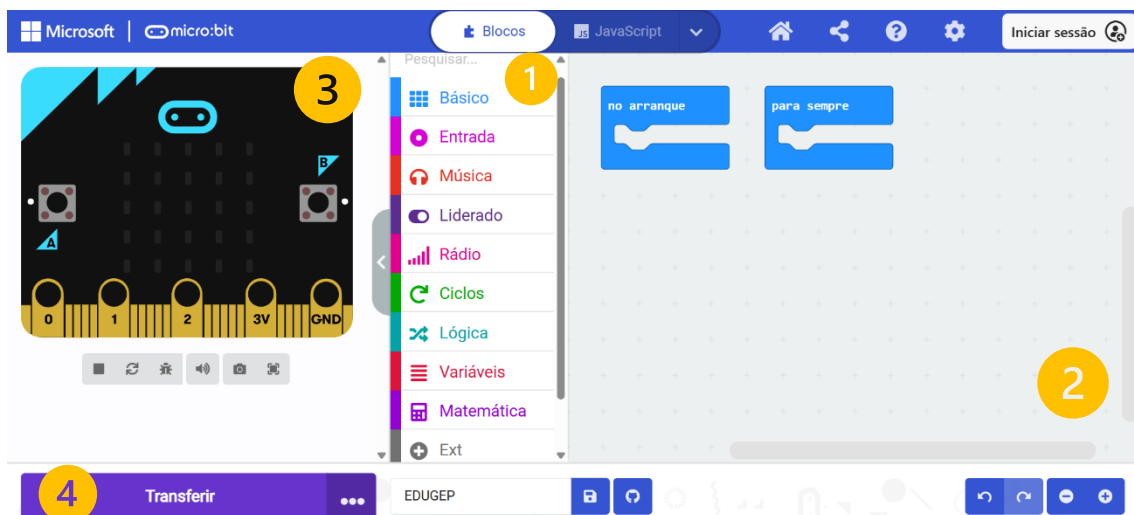 Microsoft micro:bit Blocos JS JavaScript Iniciar sessão
Pesquisar...
1
3
Básico
Entrada
Música
Liderado
Rádio
Ciclos
Lógica
Variáveis
Matemática
Ext
B
A
0 1 2 3V GND
no arranque
para sempre
2
4
Transferir
EDUGEP